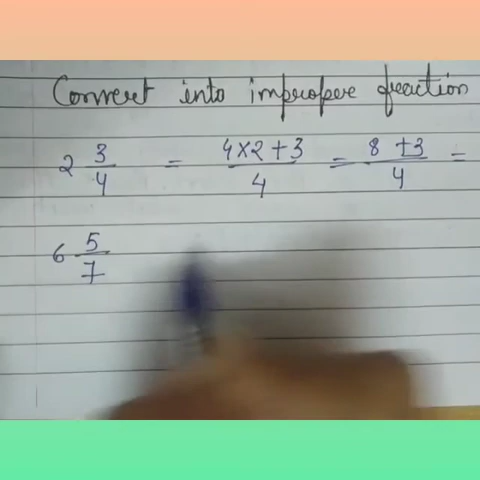 Convert into improper fraction
2 3/4 = 4×2+3/4 = 8+3/4 =
6 5/7